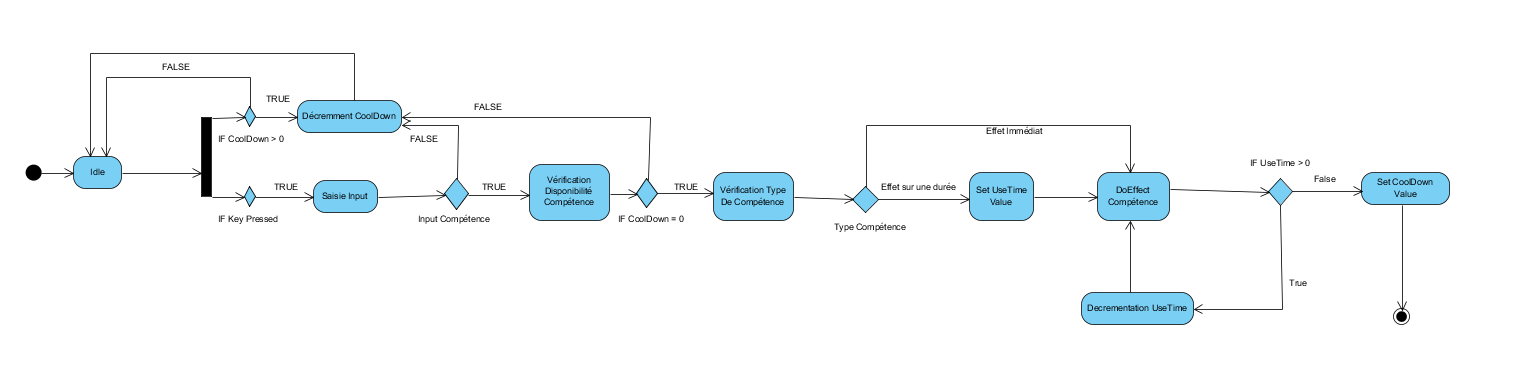 FALSE
TRUE
Décremment CoolDown
IF CoolDown > 0
FALSE
FALSE
Idle
TRUE
Saisie Input
IF Key Pressed
TRUE
Input Compétence
Vérification
Disponibilité
Compétence
TRUE
IF CoolDown = 0
Vérification Type
De Compétence
Effet Immédiat
Effet sur une durée
Type Compétence
Set UseTime
Value
DoEffect
Compétence
IF UseTime > 0
False
Set CoolDown
Value
True
Decrementation UseTime